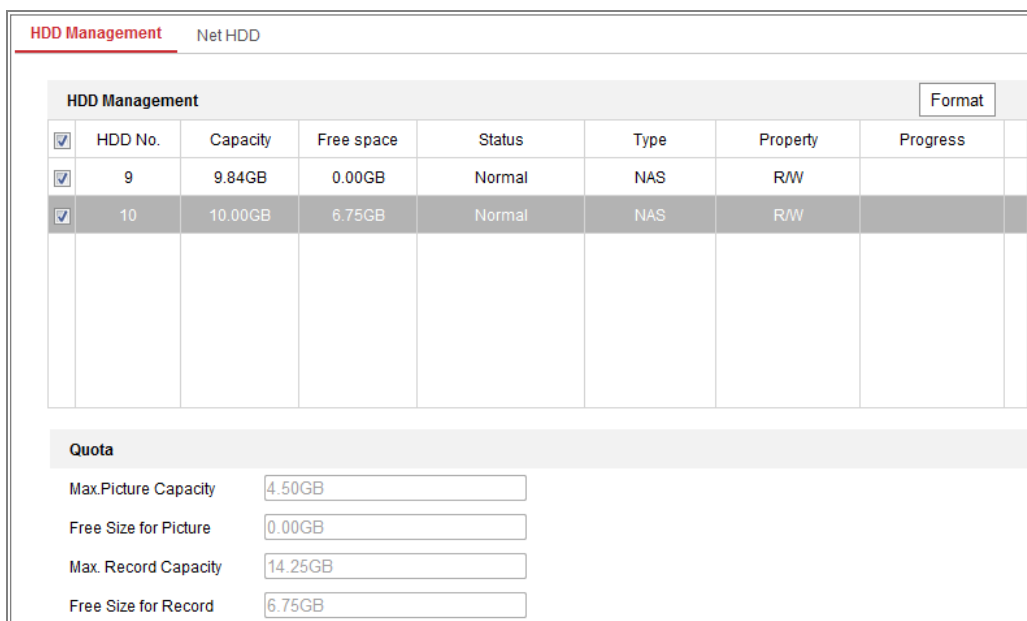 HDD Management Net HDD
HDD Management Format
HDD No. Capacity Free space Status Type Property Progress
9 9.84GB 0.00GB Normal NAS R/W
10 10.00GB 6.75GB Normal NAS R/W
Quota
Max.Picture Capacity 4.50GB
Free Size for Picture 0.00GB
Max. Record Capacity 14.25GB
Free Size for Record 6.75GB